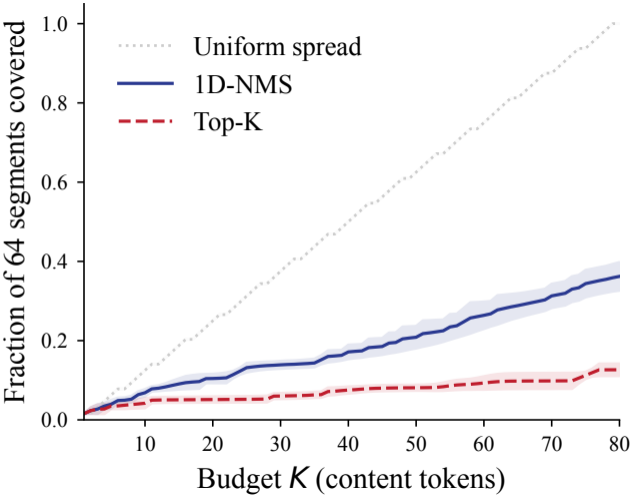 Fraction of 64 segments covered
1.0
0.8
0.6
0.4
0.2
0.0
Uniform spread
1D-NMS
Top-K
10 20 30 40 50 60 70 80
Budget K (content tokens)